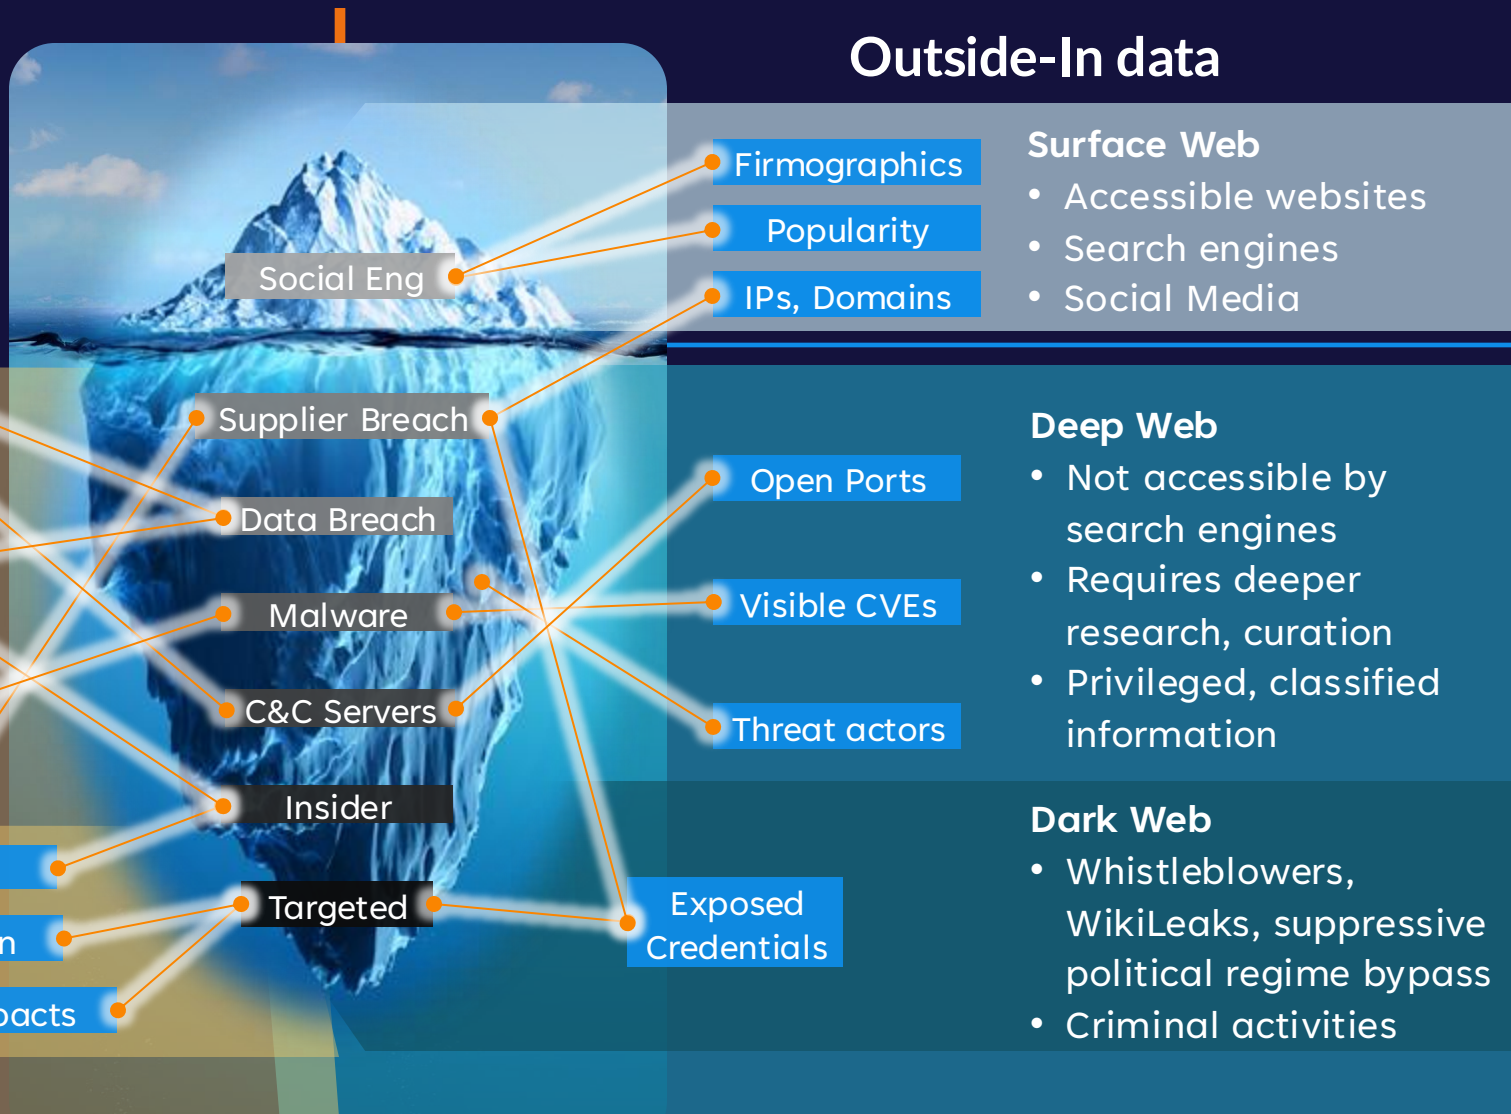 Outside-In data
Firmographics
Popularity
IPs, Domains
Surface Web
• Accessible websites
• Search engines
• Social Media
Social Eng
Supplier Breach
Data Breach
Malware
C&C Servers
Insider
Targeted
Open Ports
Visible CVEs
Threat actors
Exposed
Credentials
Deep Web
• Not accessible by
search engines
• Requires deeper
research, curation
• Privileged, classified
information
Dark Web
• Whistleblowers,
WikiLeaks, suppressive
political regime bypass
• Criminal activities